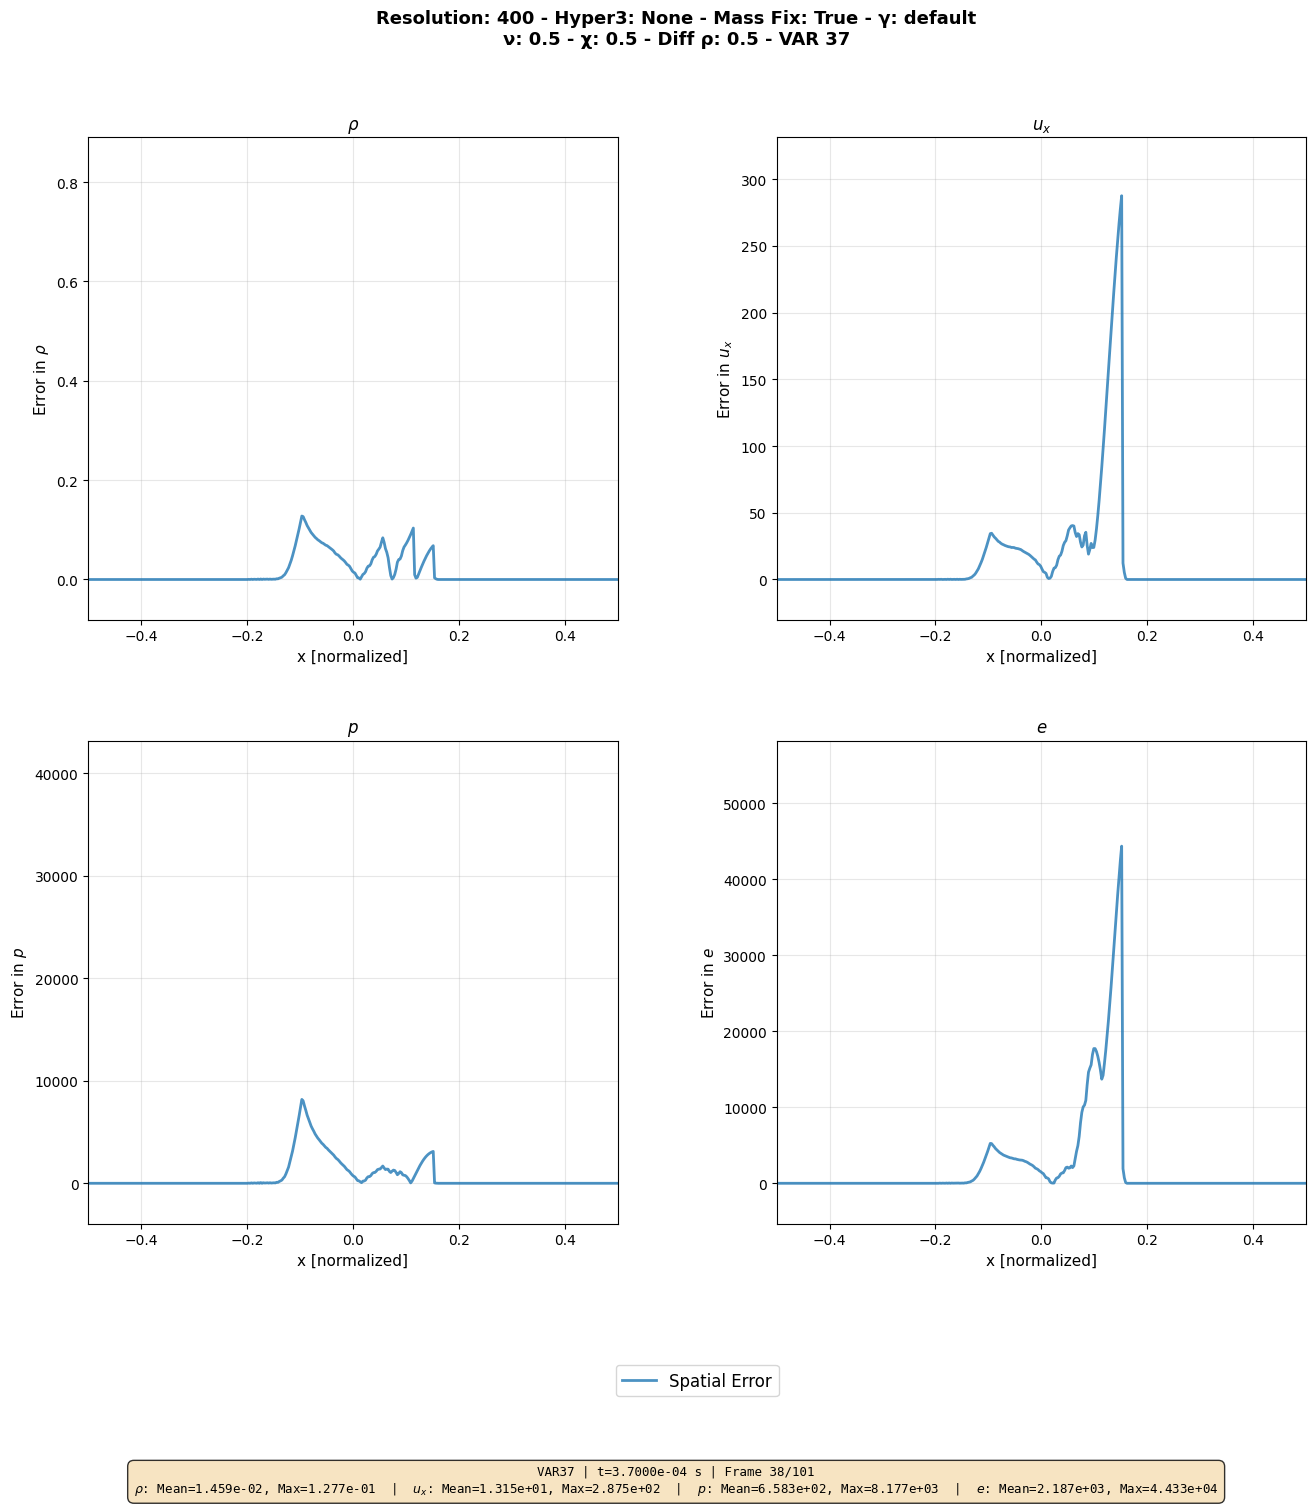 Resolution: 400 - Hyper3: None - Mass Fix: True - γ: default
ν: 0.5 - χ: 0.5 - Diff ρ: 0.5 - VAR 37
ρ
Error in ρ
0.8
0.6
0.4
0.2
0.0
−0.4 −0.2 0.0 0.2 0.4
x [normalized]
u_x
Error in u_x
300
250
200
150
100
50
0
−0.4 −0.2 0.0 0.2 0.4
x [normalized]
p
Error in p
40000
30000
20000
10000
0
−0.4 −0.2 0.0 0.2 0.4
x [normalized]
e
Error in e
50000
40000
30000
20000
10000
0
−0.4 −0.2 0.0 0.2 0.4
x [normalized]
Spatial Error
VAR37 | t=3.7000e-04 s | Frame 38/101
ρ: Mean=1.459e-02, Max=1.277e-01 | u_x: Mean=1.315e+01, Max=2.875e+02 | p: Mean=6.583e+02, Max=8.177e+03 | e: Mean=2.187e+03, Max=4.433e+04